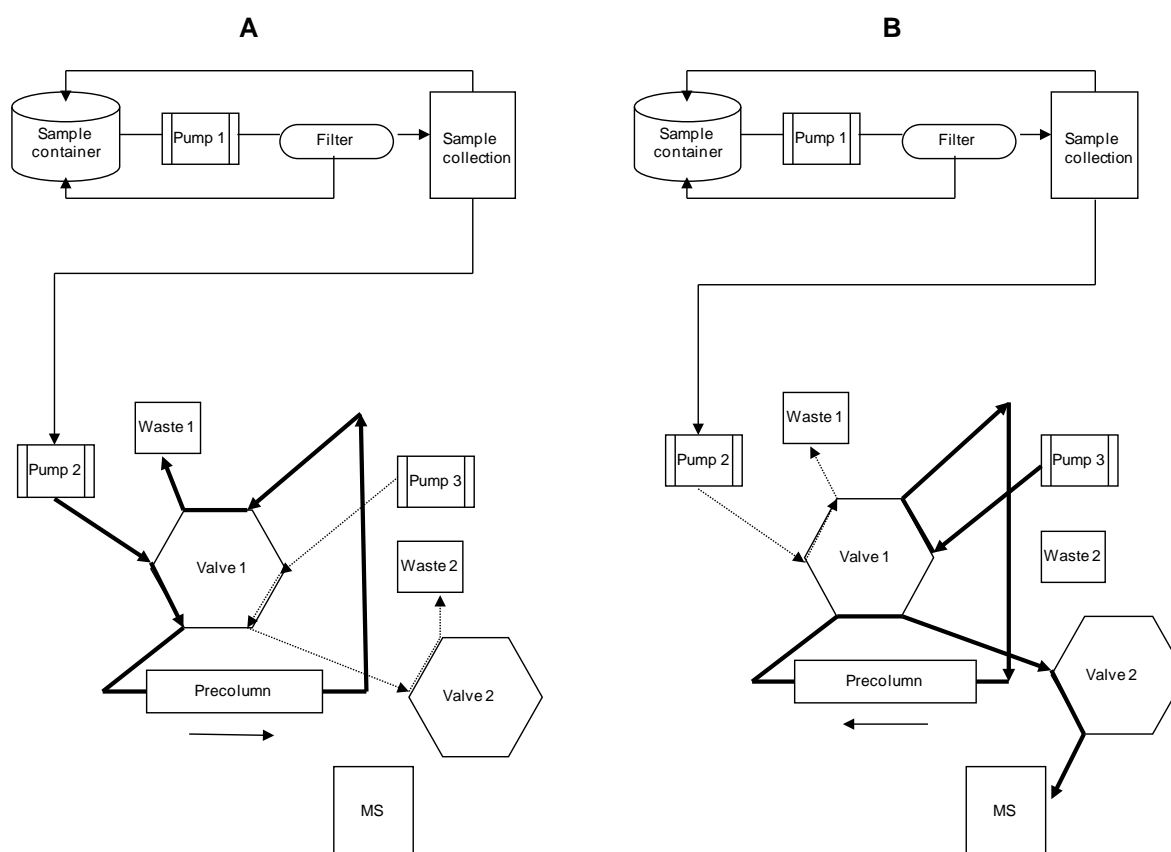 A
Sample
container
Pump 1
Filter
Sample
collection
Waste 1
Pump 2
Pump 3
Valve 1
Waste 2
Precolumn
Valve 2
MS
B
Sample
container
Pump 1
Filter
Sample
collection
Waste 1
Pump 2
Pump 3
Valve 1
Waste 2
Precolumn
Valve 2
MS